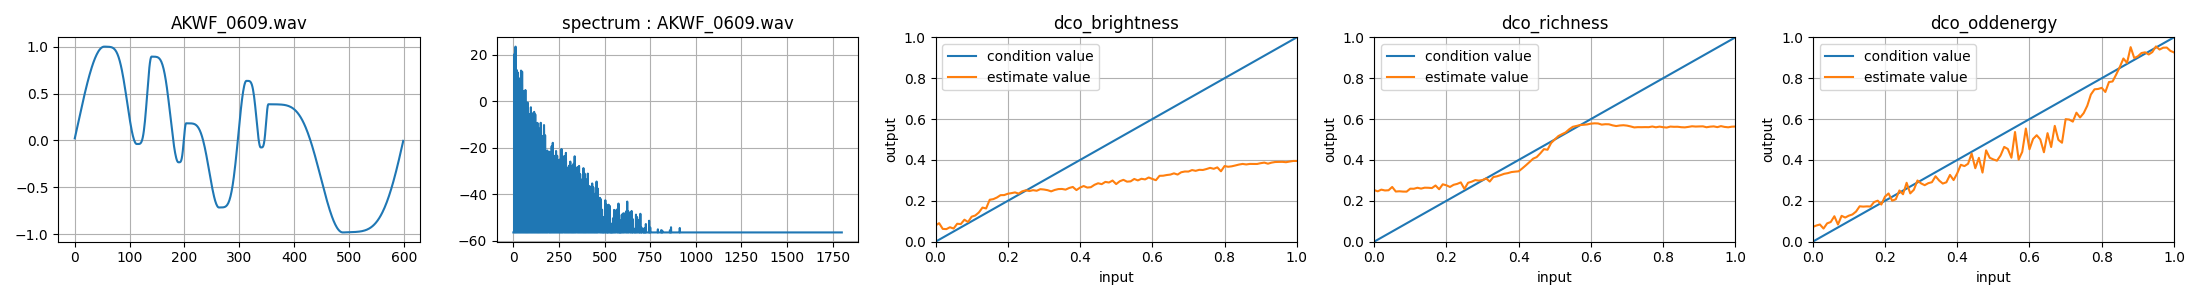 AKWF_0609.wav
1.0
0.5
0.0
−0.5
−1.0
0 100 200 300 400 500 600
spectrum : AKWF_0609.wav
20
0
−20
−40
−60
0 250 500 750 1000 1250 1500 1750
dco_brightness
condition value
estimate value
output
1.0
0.8
0.6
0.4
0.2
0.0
0.0 0.2 0.4 0.6 0.8 1.0
input
dco_richness
condition value
estimate value
output
1.0
0.8
0.6
0.4
0.2
0.0
0.0 0.2 0.4 0.6 0.8 1.0
input
dco_oddenergy
condition value
estimate value
output
1.0
0.8
0.6
0.4
0.2
0.0
0.0 0.2 0.4 0.6 0.8 1.0
input